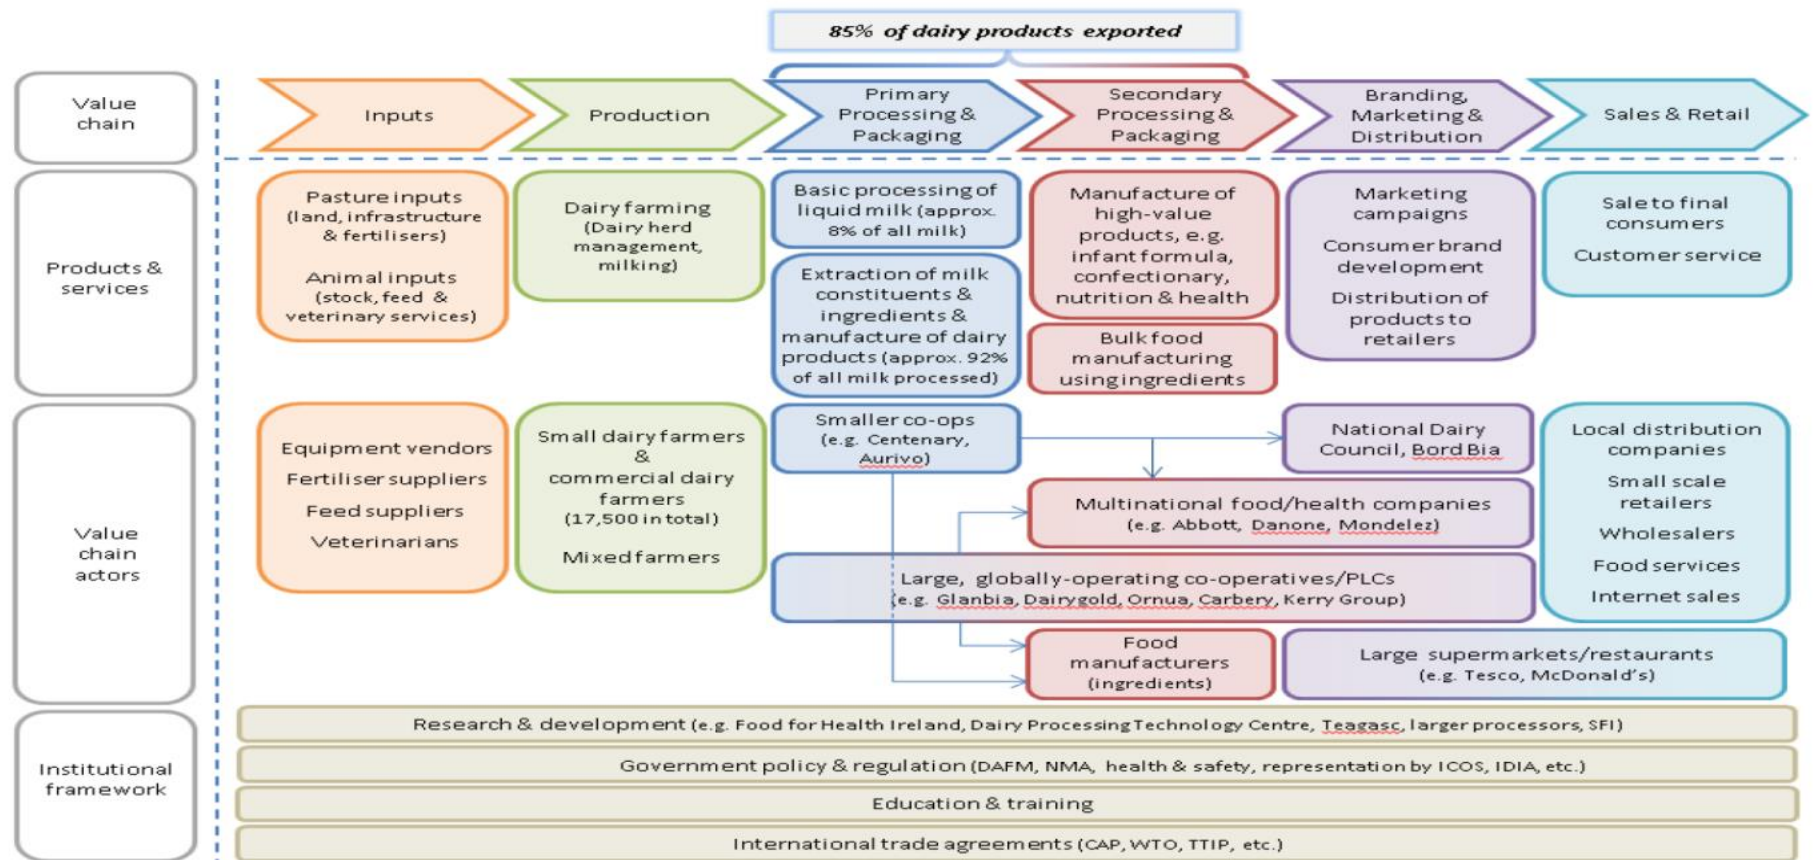 85% of dairy products exported
Value
chain
Inputs
Production
Primary
Processing &
Packaging
Secondary
Processing &
Packaging
Branding,
Marketing &
Distribution
Sales & Retail
Products &
services
Pasture inputs
(land, infrastructure
& fertilisers)
Animal inputs
(stock, feed &
veterinary services)
Dairy farming
(Dairy herd
management,
milking)
Basic processing of
liquid milk (approx.
8% of all milk)
Extraction of milk
constituents &
ingredients &
manufacture of dairy
products (approx. 92%
of all milk processed)
Manufacture of
high-value
products, e.g.
infant formula,
confectionary,
nutrition & health
Bulk food
manufacturing
using ingredients
Marketing
campaigns
Consumer brand
development
Distribution of
products to
retailers
Sale to final
consumers
Customer service
Value
chain
actors
Equipment vendors
Fertiliser suppliers
Feed suppliers
Veterinarians
Small dairy farmers
&
commercial dairy
farmers
(17,500 in total)
Mixed farmers
Smaller co-ops
(e.g. Centenary,
Aurivo)
National Dairy
Council, Bord Bia
Multinational food/health companies
(e.g. Abbott, Danone, Mondelez)
Large, globally-operating co-operatives/PLCs
(e.g. Glanbia, Dairygold, Ornua, Carbery, Kerry Group)
Food
manufacturers
(ingredients)
Local distribution
companies
Small scale
retailers
Wholesalers
Food services
Internet sales
Large supermarkets/restaurants
(e.g. Tesco, McDonald's)
Institutional
framework
Research & development (e.g. Food for Health Ireland, Dairy Processing Technology Centre, Teagasc, larger processors, SFI)
Government policy & regulation (DAFM, NMA, health & safety, representation by ICOS, IDIA, etc.)
Education & training
International trade agreements (CAP, WTO, TTIP, etc.)